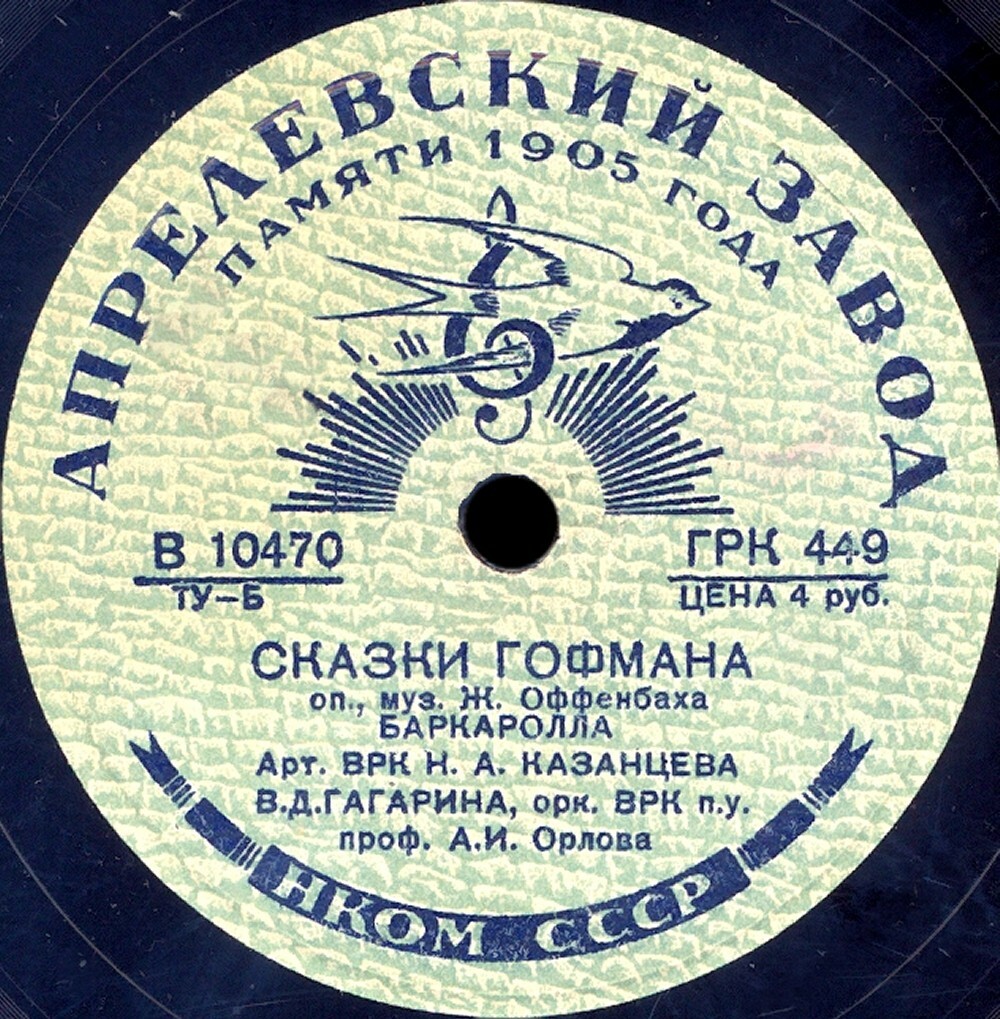 АПРЕЛЕВСКИЙ ЗАВОД
ПАМЯТИ 1905 ГОДА
В 10470
ТУ–Б
ГРК 449
ЦЕНА 4 руб.
СКАЗКИ ГОФМАНА
оп., муз. Ж. Оффенбаха
БАРКАРОЛЛА
Арт. ВРК Н. А. КАЗАНЦЕВА
В.Д.ГАГАРИНА, орк. ВРК п.у.
проф. А.И. Орлова
НКОМ СССР